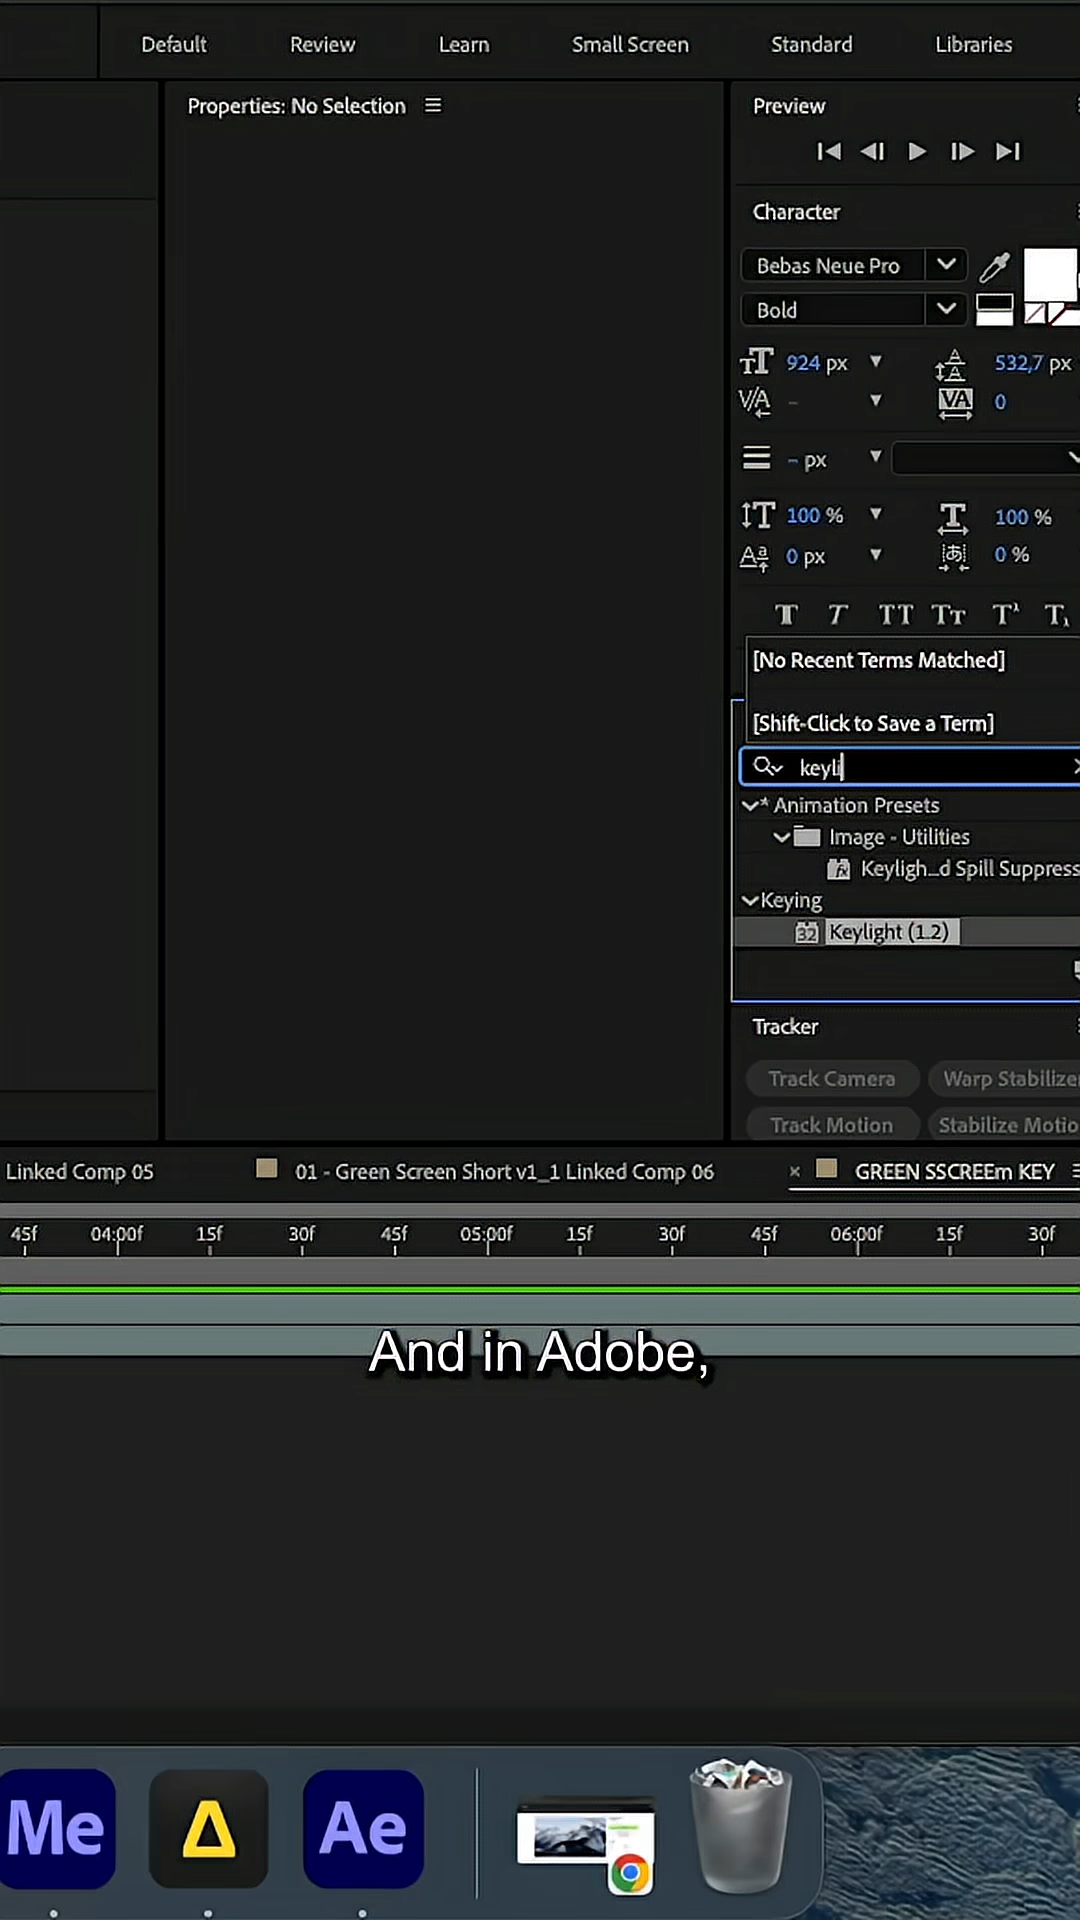 Default Review Learn Small Screen Standard Libraries
Properties: No Selection
Preview
Character
Bebas Neue Pro
Bold
924 px 532,7 px
- 0
- px
100 % 100 %
0 px 0 %
[No Recent Terms Matched]
[Shift-Click to Save a Term]
keyli
* Animation Presets
Image - Utilities
Keyligh...d Spill Suppress
Keying
32 Keylight (1.2)
Tracker
Track Camera Warp Stabilize
Track Motion Stabilize Motio
Linked Comp 05 01 - Green Screen Short v1_1 Linked Comp 06 × GREEN SSCREEm KEY
45f 04:00f 15f 30f 45f 05:00f 15f 30f 45f 06:00f 15f 30f
And in Adobe,
Me Ae